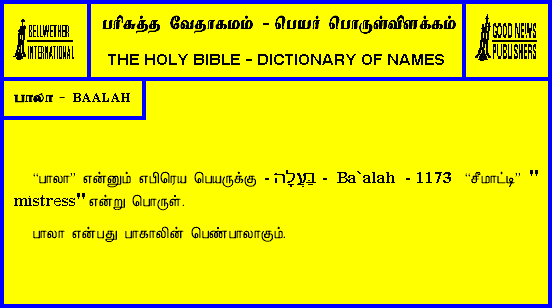 BELLWETHER
INTERNATIONAL
பரிசுத்த வேதாகமம் - பெயர் பொருள்விளக்கம்
THE HOLY BIBLE - DICTIONARY OF NAMES
GOOD NEWS
PUBLISHERS
பாலா - BAALAH
“பாலா” என்னும் எபிரெய பெயருக்கு - בַּעֲלָה - Ba`alah - 1173 “சீமாட்டி” "
mistress" என்று பொருள்.
பாலா என்பது பாகாலின் பெண்பாலாகும்.